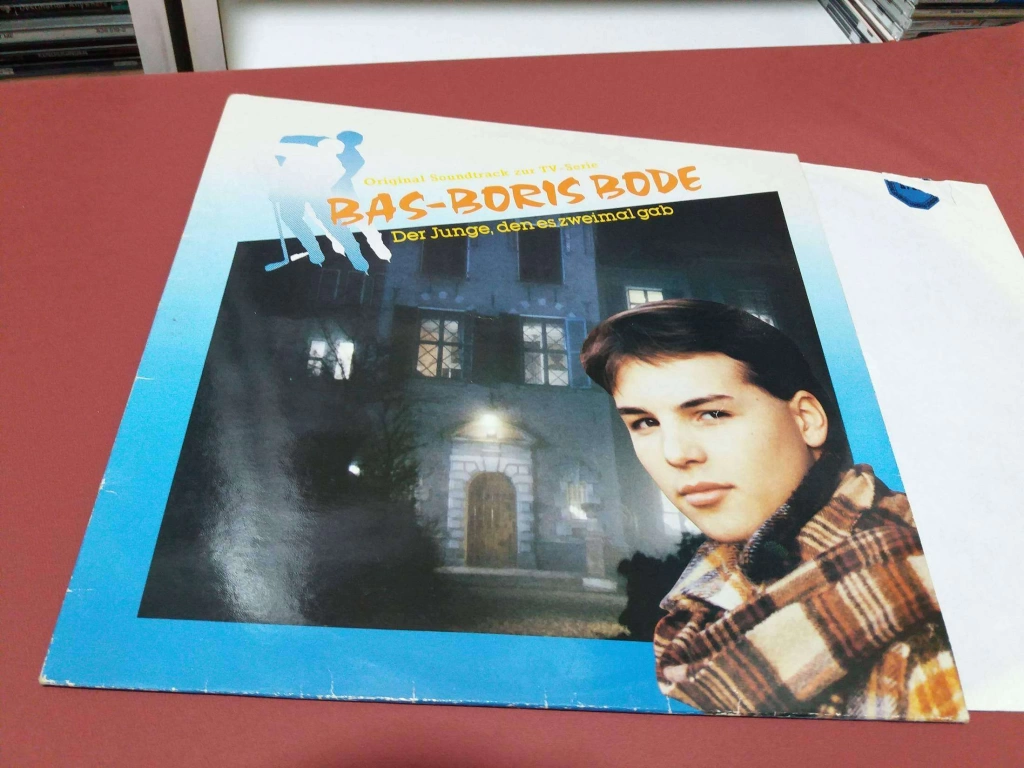 Original Soundtrack zur TV-Serie
BAS-BORIS BODE
Der Junge, den es zweimal gab